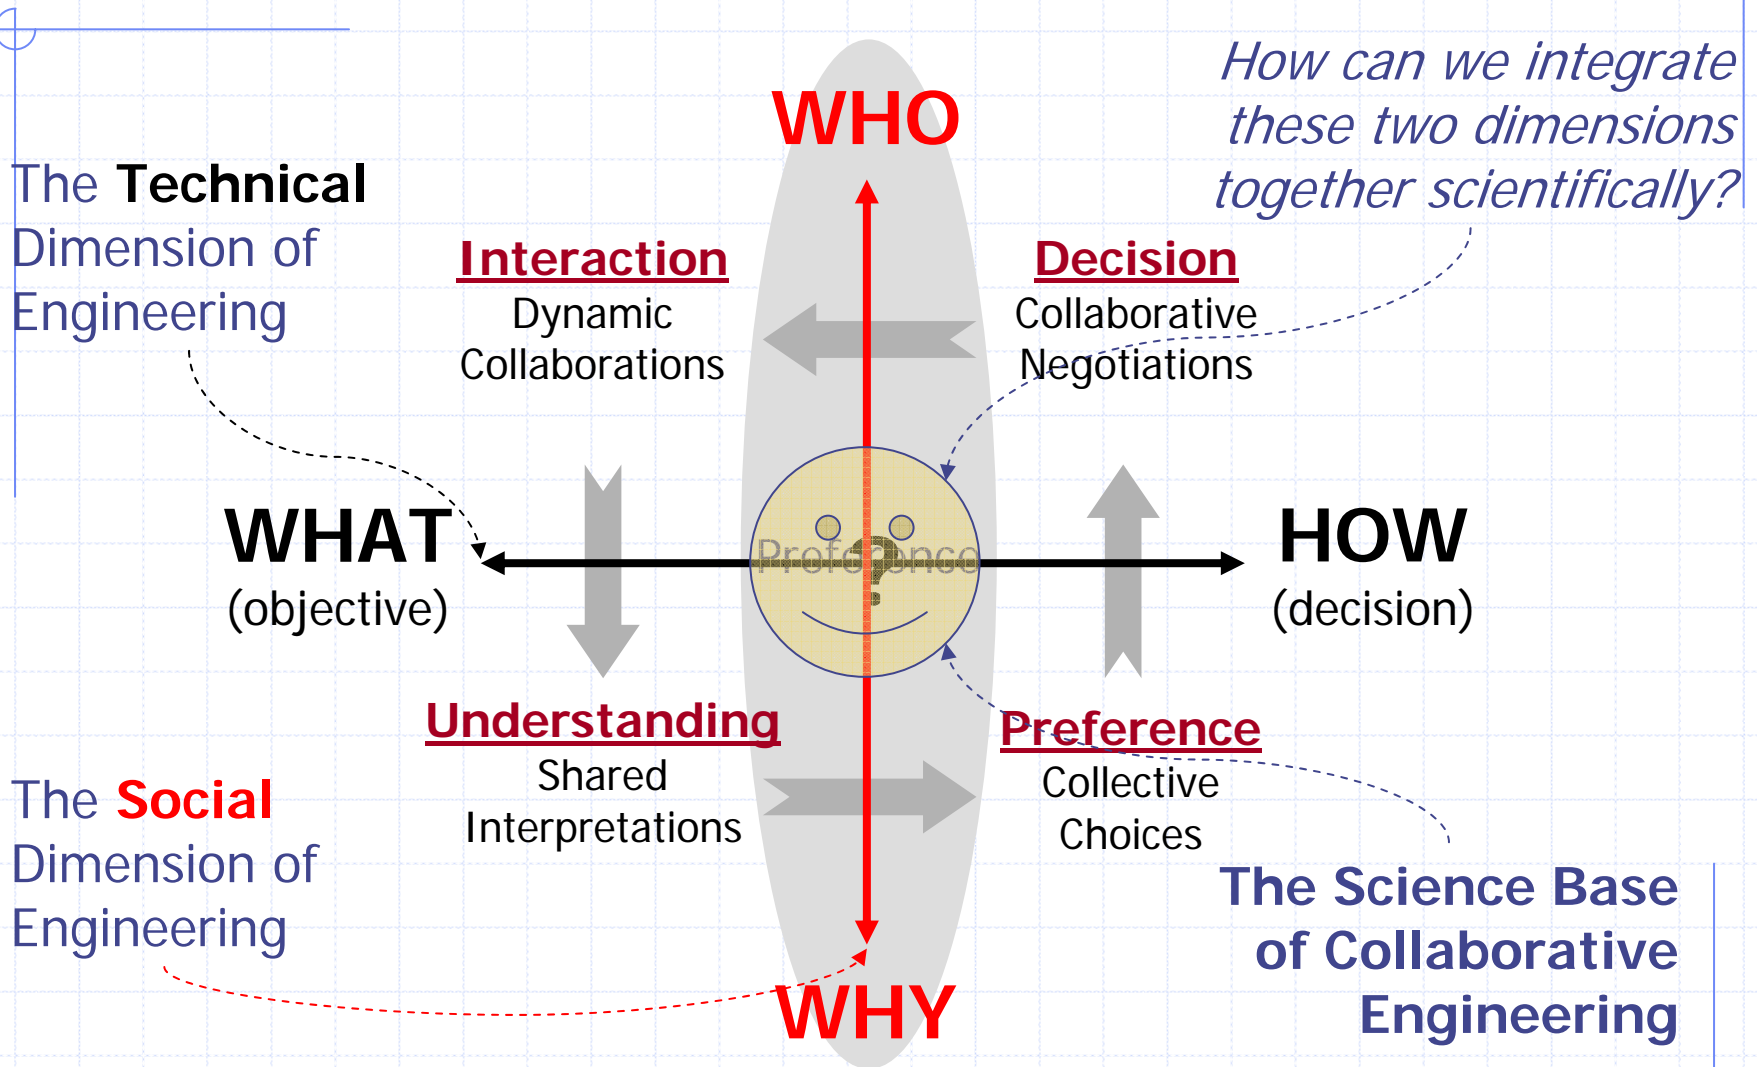 How can we integrate
these two dimensions
together scientifically?
WHO
The Technical
Dimension of
Engineering
Interaction
Dynamic
Collaborations
Decision
Collaborative
Negotiations
WHAT
(objective)
Preference
?
HOW
(decision)
Understanding
Shared
Interpretations
Preference
Collective
Choices
The Social
Dimension of
Engineering
WHY
The Science Base
of Collaborative
Engineering